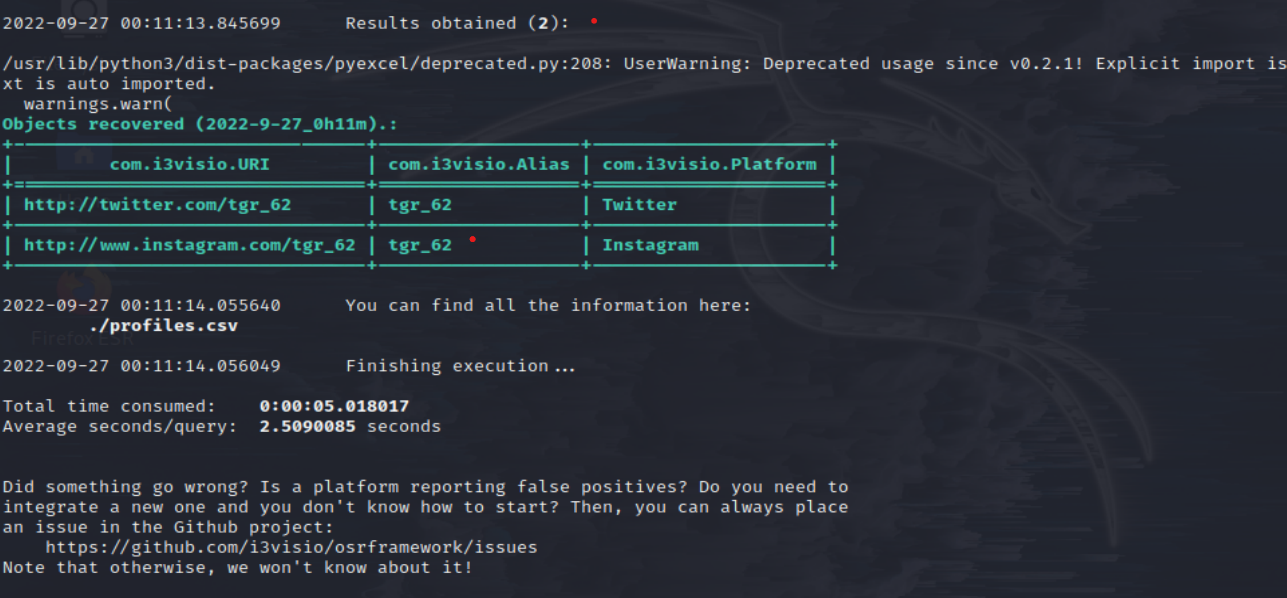 2022-09-27 00:11:13.845699 Results obtained (2):
/usr/lib/python3/dist-packages/pyexcel/deprecated.py:208: UserWarning: Deprecated usage since v0.2.1! Explicit import is
xt is auto imported.
warnings.warn(
Objects recovered (2022-9-27_0h11m).:
com.i3visio.URI | com.i3visio.Alias | com.i3visio.Platform
http://twitter.com/tgr_62 | tgr_62 | Twitter
http://www.instagram.com/tgr_62 | tgr_62 | Instagram
2022-09-27 00:11:14.055640 You can find all the information here:
./profiles.csv
Firefox ESR
2022-09-27 00:11:14.056049 Finishing execution...
Total time consumed: 0:00:05.018017
Average seconds/query: 2.5090085 seconds
Did something go wrong? Is a platform reporting false positives? Do you need to
integrate a new one and you don't know how to start? Then, you can always place
an issue in the Github project:
https://github.com/i3visio/osrframework/issues
Note that otherwise, we won't know about it!